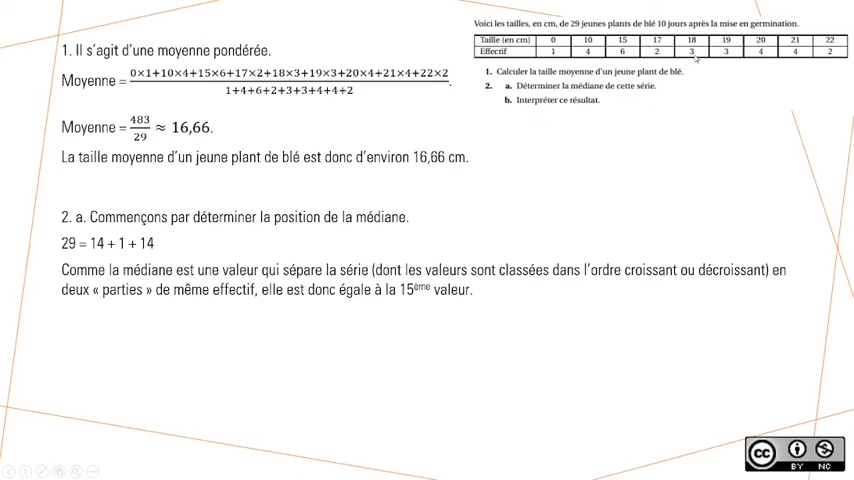 Voici les tailles, en cm, de 29 jeunes plants de blé 10 jours après la mise en germination.
Taille (en cm) 0 10 15 17 18 19 20 21 22
Effectif 1 4 6 2 3 3 4 4 2
1. Calculer la taille moyenne d'un jeune plant de blé.
2. a. Déterminer la médiane de cette série.
b. Interpréter ce résultat.
1. Il s'agit d'une moyenne pondérée.
Moyenne = 0×1+10×4+15×6+17×2+18×3+19×3+20×4+21×4+22×2 / 1+4+6+2+3+3+4+4+2.
Moyenne = 483/29 ≈ 16,66.
La taille moyenne d'un jeune plant de blé est donc d'environ 16,66 cm.
2. a. Commençons par déterminer la position de la médiane.
29 = 14 + 1 + 14
Comme la médiane est une valeur qui sépare la série (dont les valeurs sont classées dans l'ordre croissant ou décroissant) en
deux « parties » de même effectif, elle est donc égale à la 15ème valeur.
cc BY NC